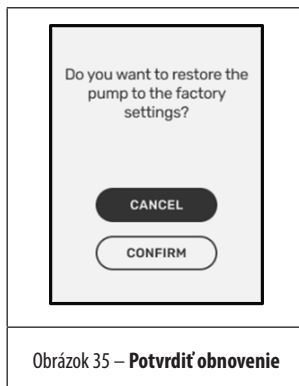 Do you want to restore the
pump to the factory
settings?
CANCEL
CONFIRM
Obrázok 35 – Potvrdiť obnovenie